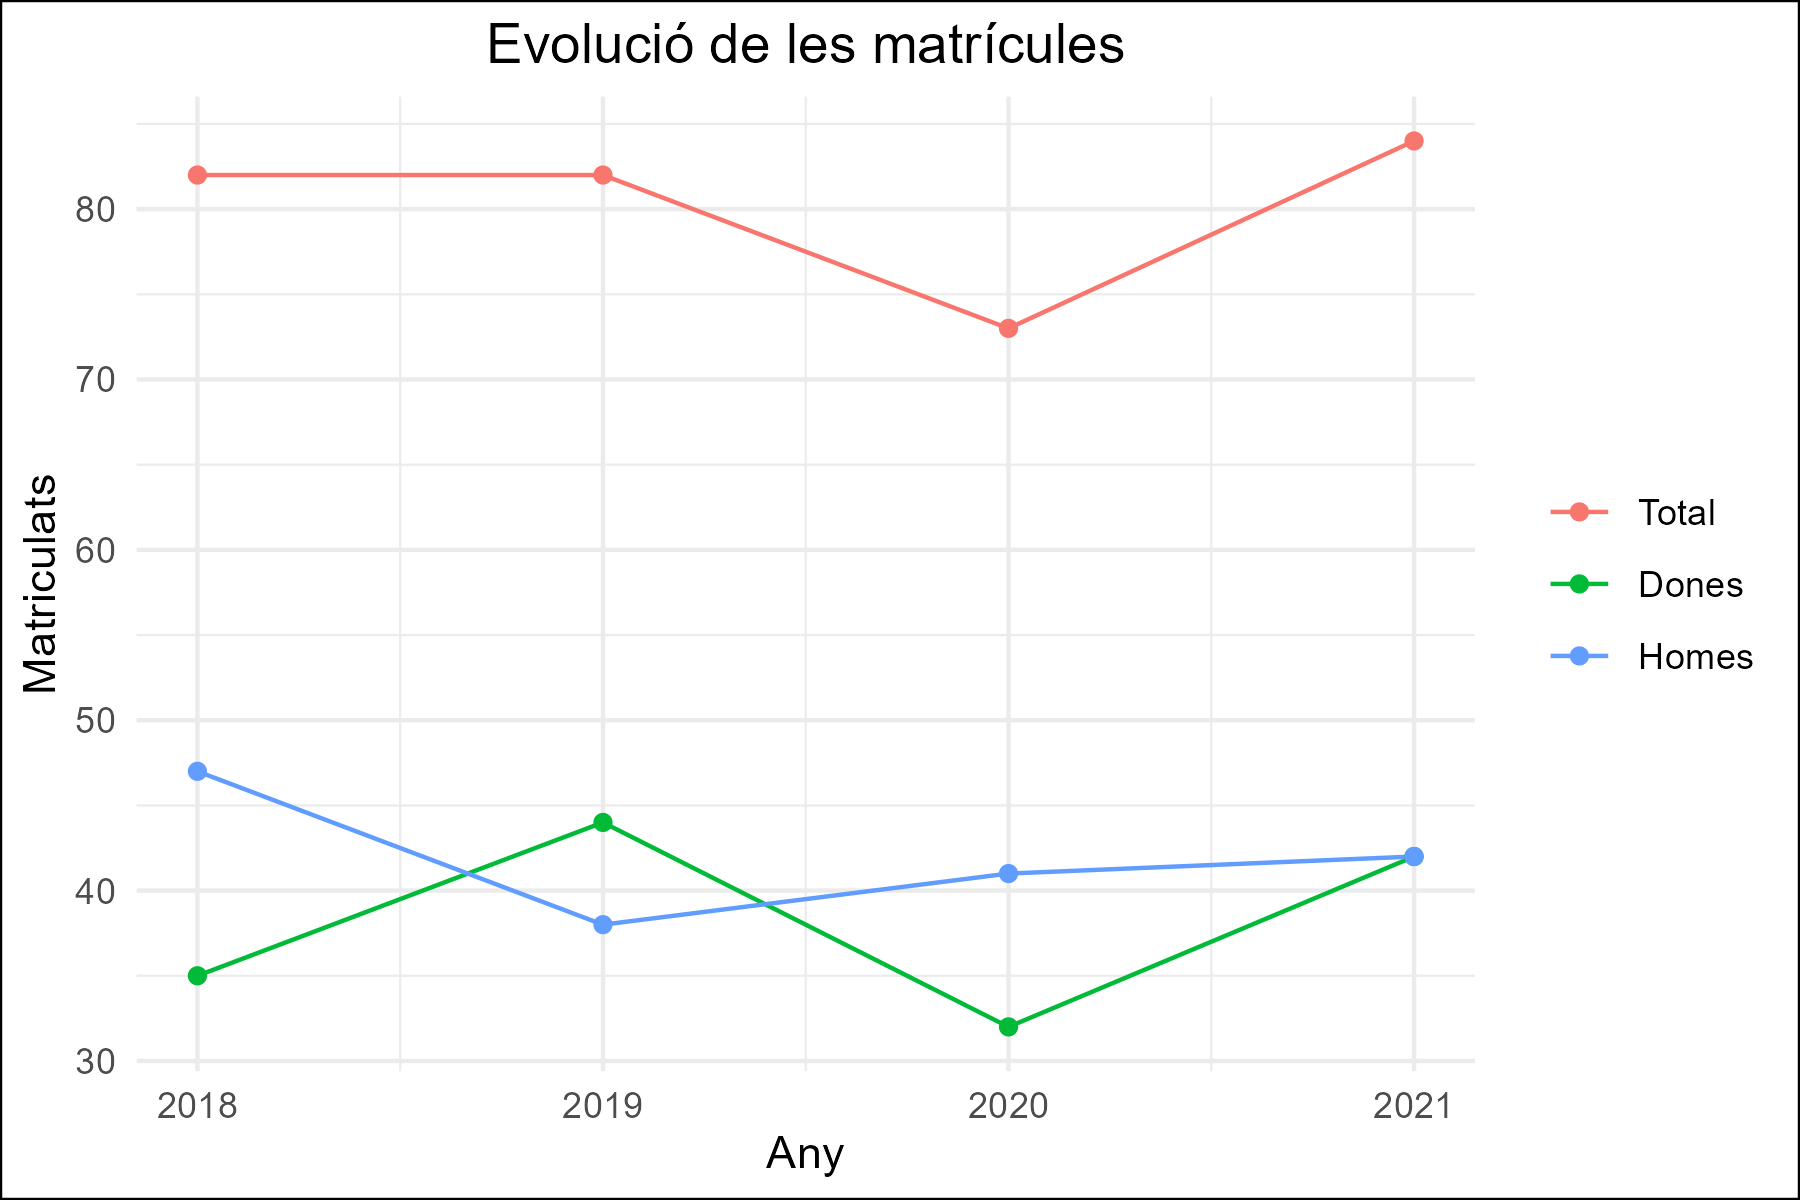 Evolució de les matrícules
Matriculats
80
70
60
50
40
30
2018 2019 2020 2021
Any
Total
Dones
Homes